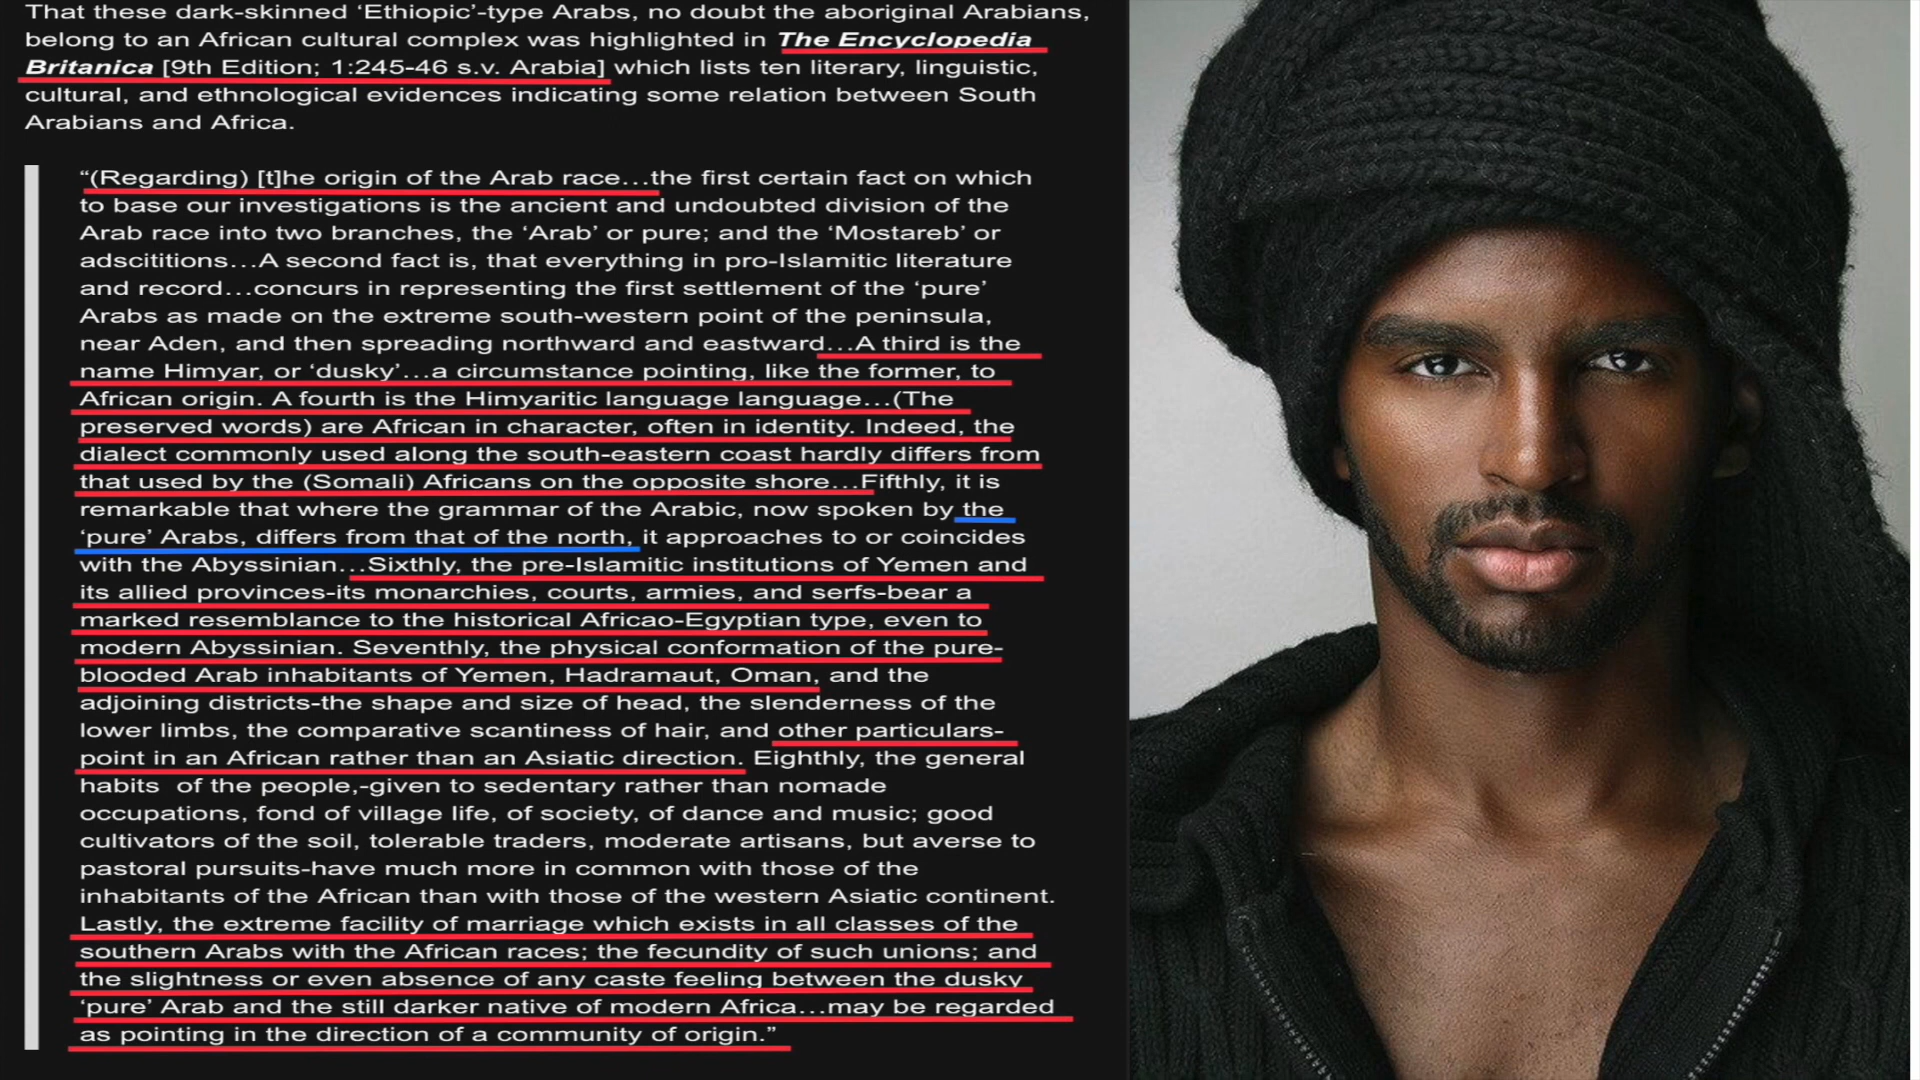 That these dark-skinned ‘Ethiopic’-type Arabs, no doubt the aboriginal Arabians,
belong to an African cultural complex was highlighted in The Encyclopedia
Britanica [9th Edition; 1:245-46 s.v. Arabia] which lists ten literary, linguistic,
cultural, and ethnological evidences indicating some relation between South
Arabians and Africa.
“(Regarding) [t]he origin of the Arab race…the first certain fact on which
to base our investigations is the ancient and undoubted division of the
Arab race into two branches, the ‘Arab’ or pure; and the ‘Mostareb’ or
adscititions…A second fact is, that everything in pro-Islamitic literature
and record…concurs in representing the first settlement of the ‘pure’
Arabs as made on the extreme south-western point of the peninsula,
near Aden, and then spreading northward and eastward…A third is the
name Himyar, or ‘dusky’…a circumstance pointing, like the former, to
African origin. A fourth is the Himyaritic language language…(The
preserved words) are African in character, often in identity. Indeed, the
dialect commonly used along the south-eastern coast hardly differs from
that used by the (Somali) Africans on the opposite shore…Fifthly, it is
remarkable that where the grammar of the Arabic, now spoken by the
‘pure’ Arabs, differs from that of the north, it approaches to or coincides
with the Abyssinian…Sixthly, the pre-Islamitic institutions of Yemen and
its allied provinces-its monarchies, courts, armies, and serfs-bear a
marked resemblance to the historical Africao-Egyptian type, even to
modern Abyssinian. Seventhly, the physical conformation of the pure-
blooded Arab inhabitants of Yemen, Hadramaut, Oman, and the
adjoining districts-the shape and size of head, the slenderness of the
lower limbs, the comparative scantiness of hair, and other particulars-
point in an African rather than an Asiatic direction. Eighthly, the general
habits of the people,-given to sedentary rather than nomade
occupations, fond of village life, of society, of dance and music; good
cultivators of the soil, tolerable traders, moderate artisans, but averse to
pastoral pursuits-have much more in common with those of the
inhabitants of the African than with those of the western Asiatic continent.
Lastly, the extreme facility of marriage which exists in all classes of the
southern Arabs with the African races; the fecundity of such unions; and
the slightness or even absence of any caste feeling between the dusky
‘pure’ Arab and the still darker native of modern Africa…may be regarded
as pointing in the direction of a community of origin.”